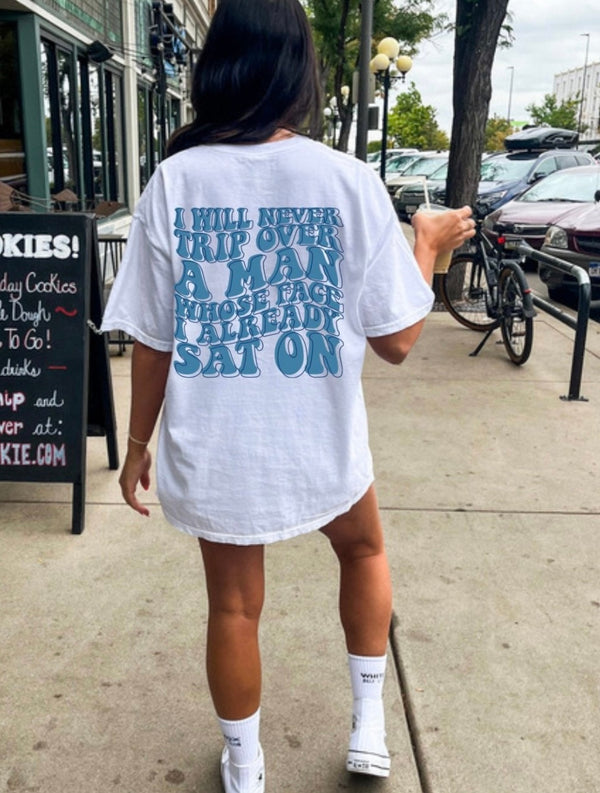 I WILL NEVER
TRIP OVER
A MAN
WHOSE FACE
I ALREADY
SAT ON
OKIES!
day Cookies
Dough
To Go!
drinks
and
at:
KIE.COM